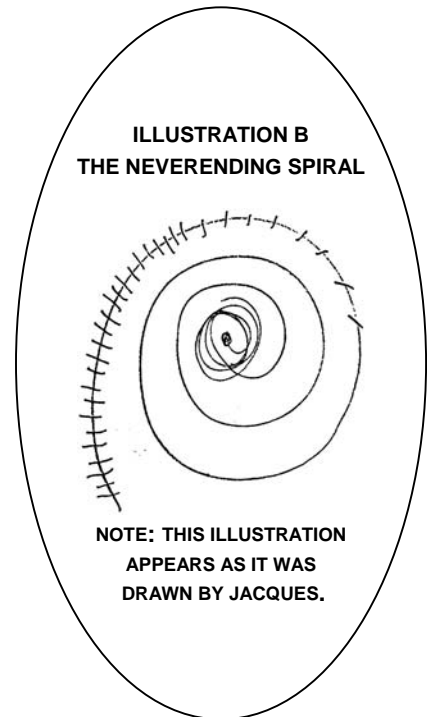 ILLUSTRATION B
THE NEVERENDING SPIRAL
NOTE: THIS ILLUSTRATION
APPEARS AS IT WAS
DRAWN BY JACQUES.